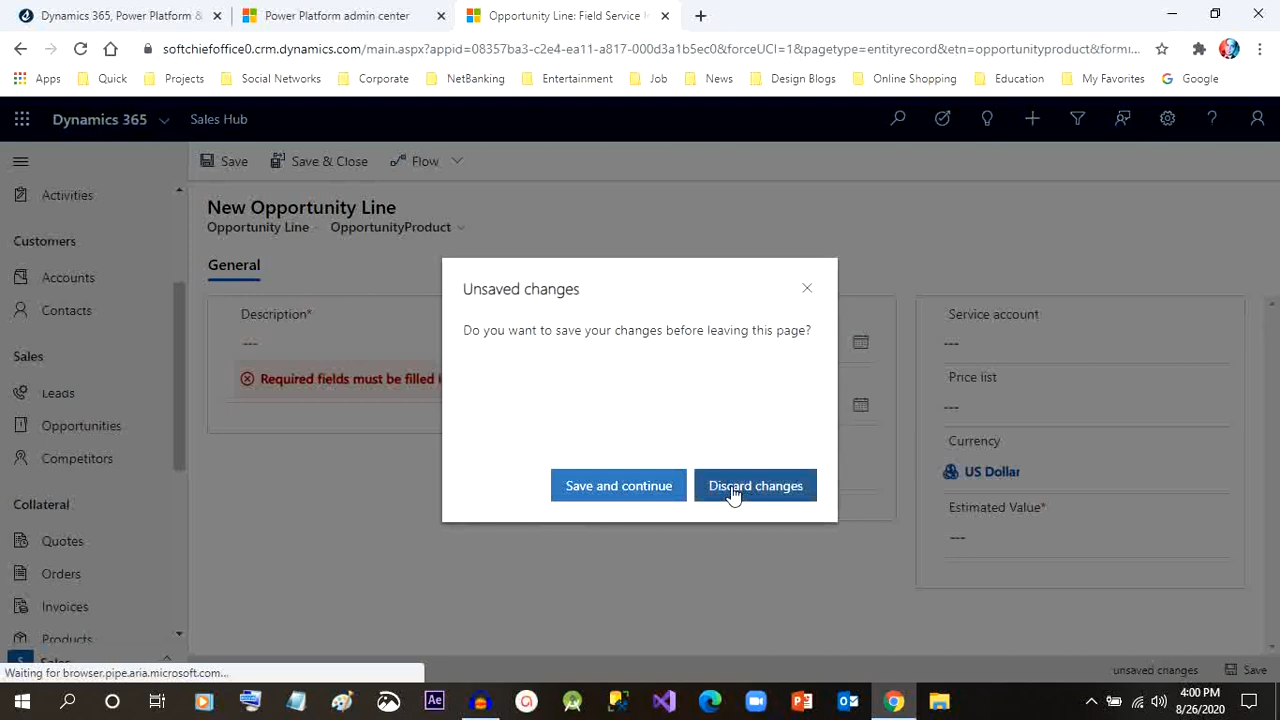 Dynamics 365, Power Platform &
Power Platform admin center
Opportunity Line: Field Service I
softchiefoffice0.crm.dynamics.com/main.aspx?appid=08357ba3-c2e4-ea11-a817-000d3a1b5ec0&forceUCI=1&pagetype=entityrecord&etn=opportunityproduct&formi...
Apps
Quick
Projects
Social Networks
Corporate
NetBanking
Entertainment
Job
News
Design Blogs
Online Shopping
Education
My Favorites
Google
Dynamics 365
Sales Hub
Save
Save & Close
Flow
Activities
Customers
Accounts
Contacts
Sales
Leads
Opportunities
Competitors
Collateral
Quotes
Orders
Invoices
Products
Sales
New Opportunity Line
Opportunity Line
OpportunityProduct
General
Description*
---
Required fields must be filled
Unsaved changes
Do you want to save your changes before leaving this page?
Save and continue
Discard changes
Service account
---
Price list
---
Currency
US Dollar
Estimated Value*
---
Waiting for browser.pipe.aria.microsoft.com...
unsaved changes
Save
4:00 PM
8/26/2020